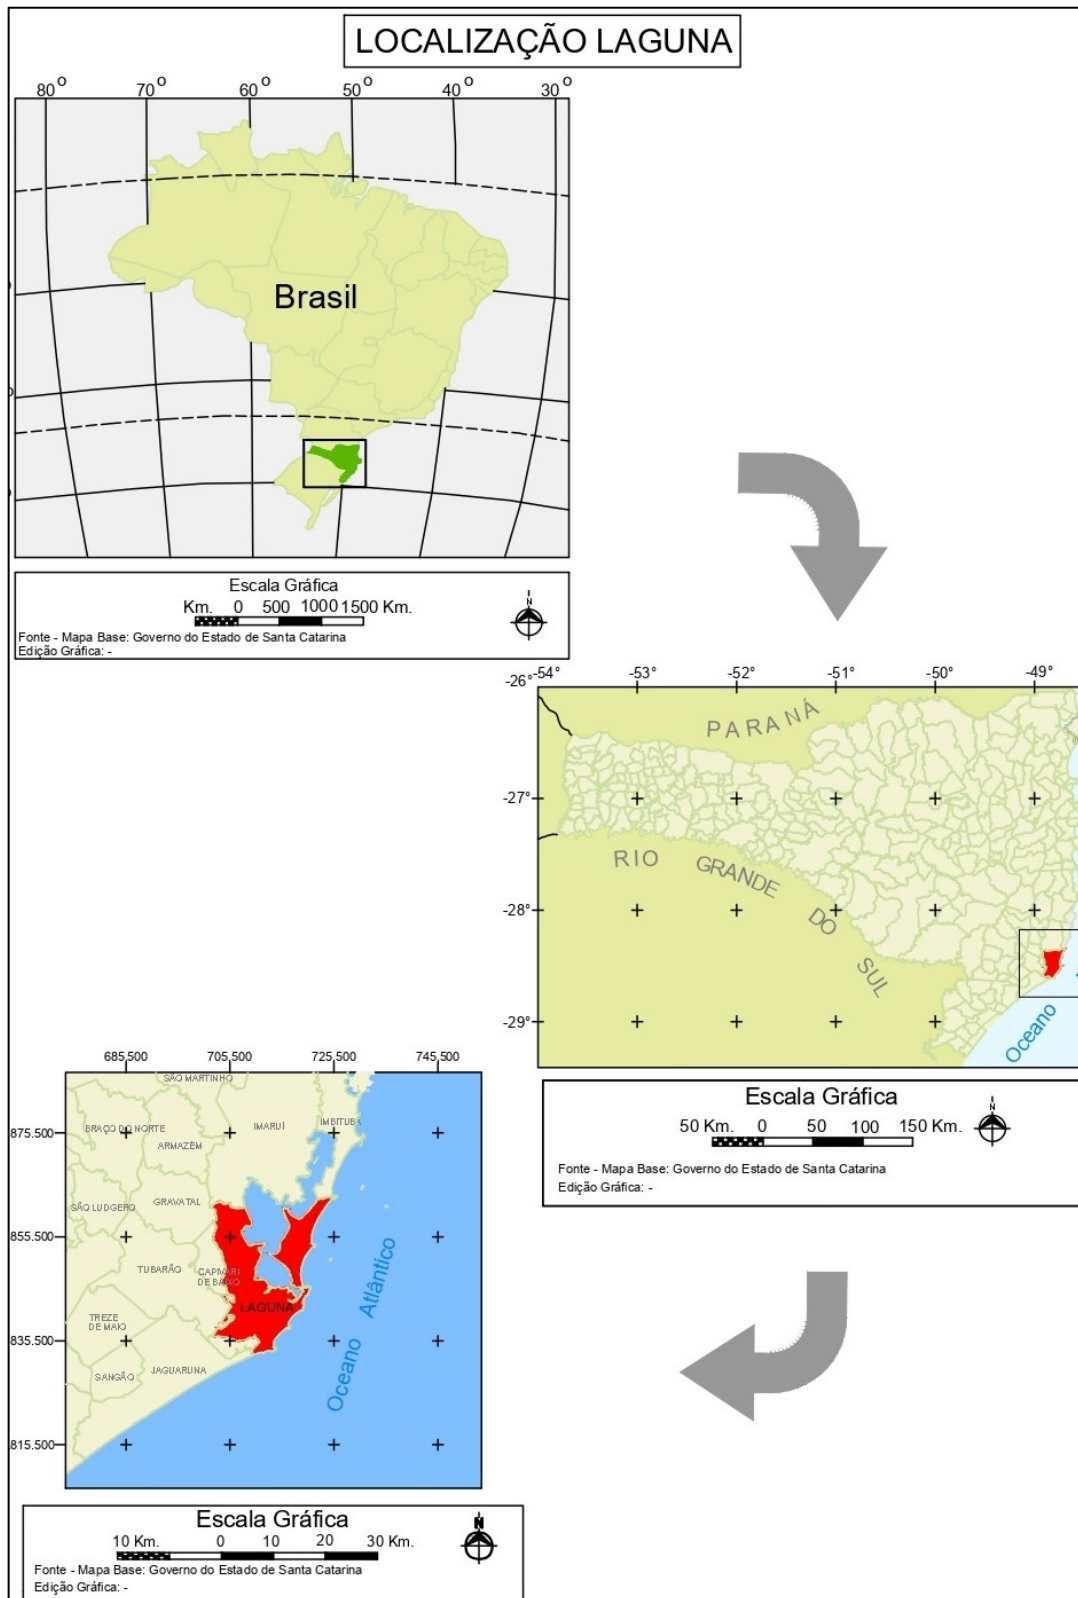 LOCALIZAÇÃO LAGUNA
80° 70° 60° 50° 40° 30°
Brasil
Escala Gráfica
Km. 0 500 1000 1500 Km.
N
Fonte - Mapa Base: Governo do Estado de Santa Catarina
Edição Gráfica: -
-26° -54° -53° -52° -51° -50° -49°
PARANÁ
-27°
RIO GRANDE DO SUL
-28°
-29°
Oceano
Escala Gráfica
N
50 Km. 0 50 100 150 Km.
Fonte - Mapa Base: Governo do Estado de Santa Catarina
Edição Gráfica: -
685,500 705,500 725,500 745,500
SÃO MARTINHO
875.500
BRAÇO DO NORTE
IMARUÍ
IMBITUBA
ARMAZÉM
GRAVATAL
SÃO LUDGERO
855.500
TUBARÃO
CAPIVARI
DE BAIXO
Oceano Atlântico
LAGUNA
TREZE
DE MAIO
835.500
JAGUARUNA
SANGÃO
815.500
Escala Gráfica
N
10 Km. 0 10 20 30 Km.
Fonte - Mapa Base: Governo do Estado de Santa Catarina
Edição Gráfica: -